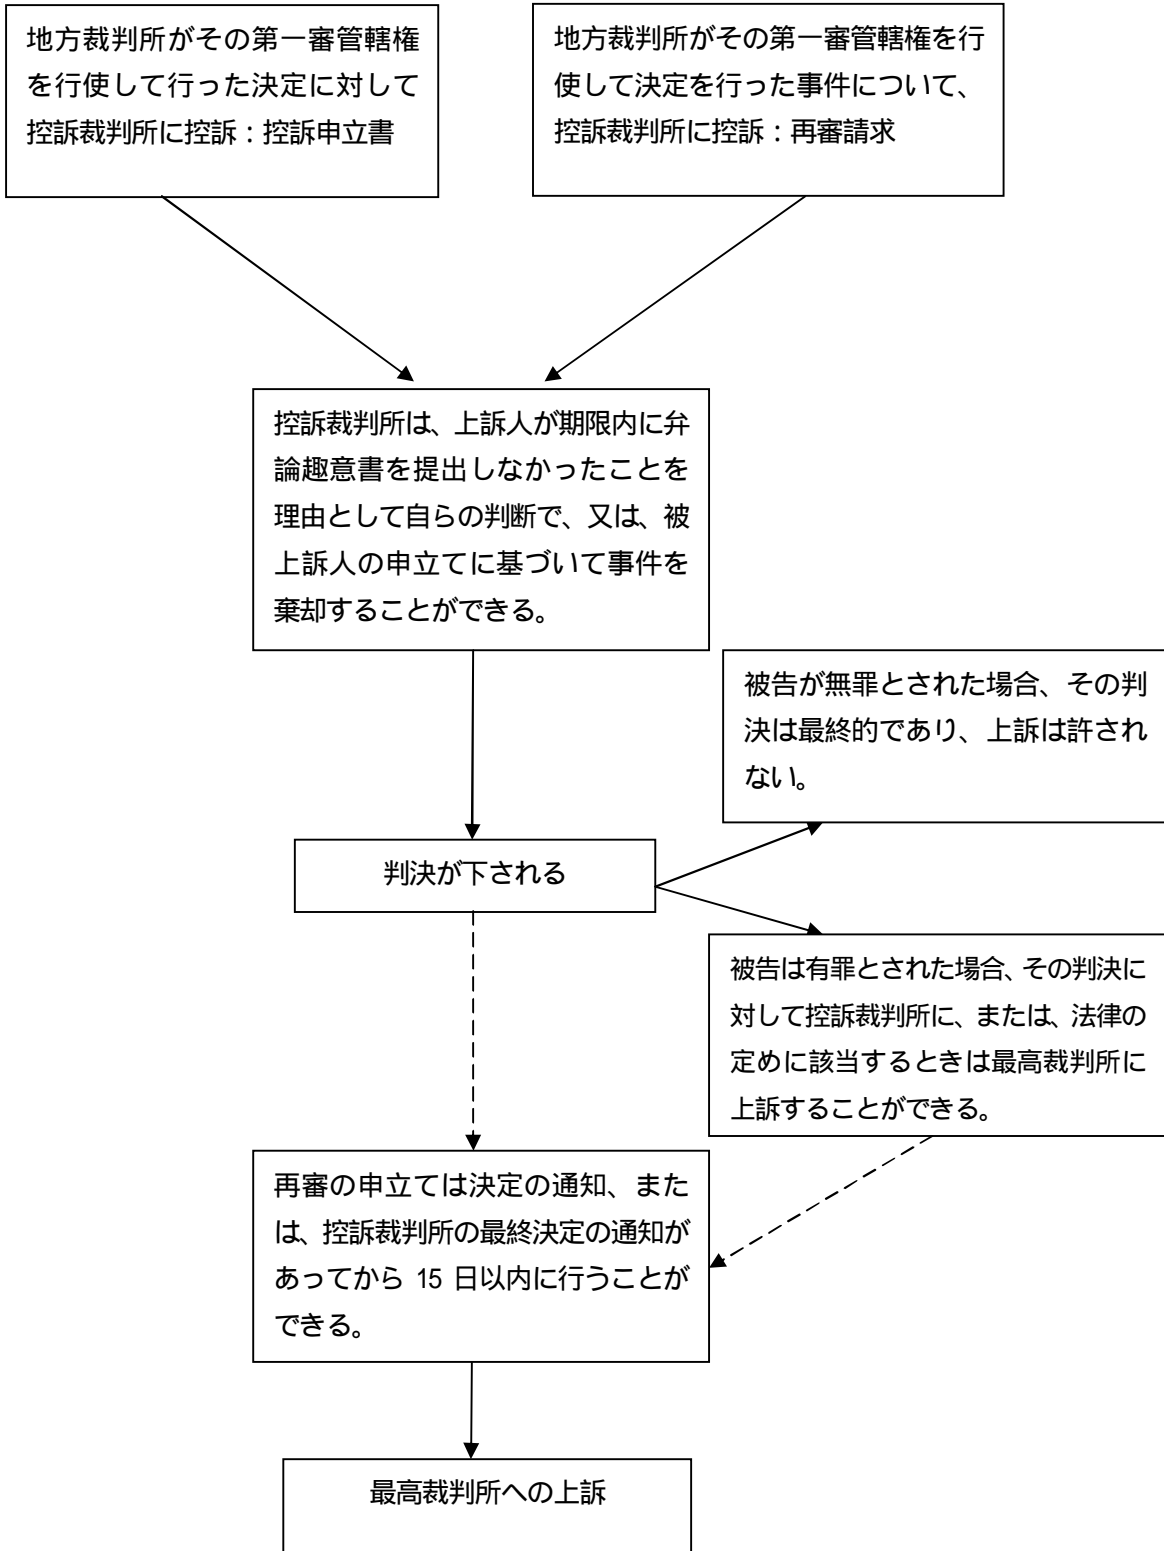 地方裁判所がその第一審管轄権
を行使して行った決定に対して
控訴裁判所に控訴：控訴申立書
地方裁判所がその第一審管轄権を行
使して決定を行った事件について、
控訴裁判所に控訴：再審請求
控訴裁判所は、上訴人が期限内に弁
論趣意書を提出しなかったことを
理由として自らの判断で、又は、被
上訴人の申立てに基づいて事件を
棄却することができる。
被告が無罪とされた場合、その判
決は最終的であり、上訴は許され
ない。
判決が下される
被告は有罪とされた場合、その判決に
対して控訴裁判所に、または、法律の
定めに該当するときは最高裁判所に
上訴することができる。
再審の申立ては決定の通知、また
は、控訴裁判所の最終決定の通知が
あってから 15 日以内に行うことが
できる。
最高裁判所への上訴